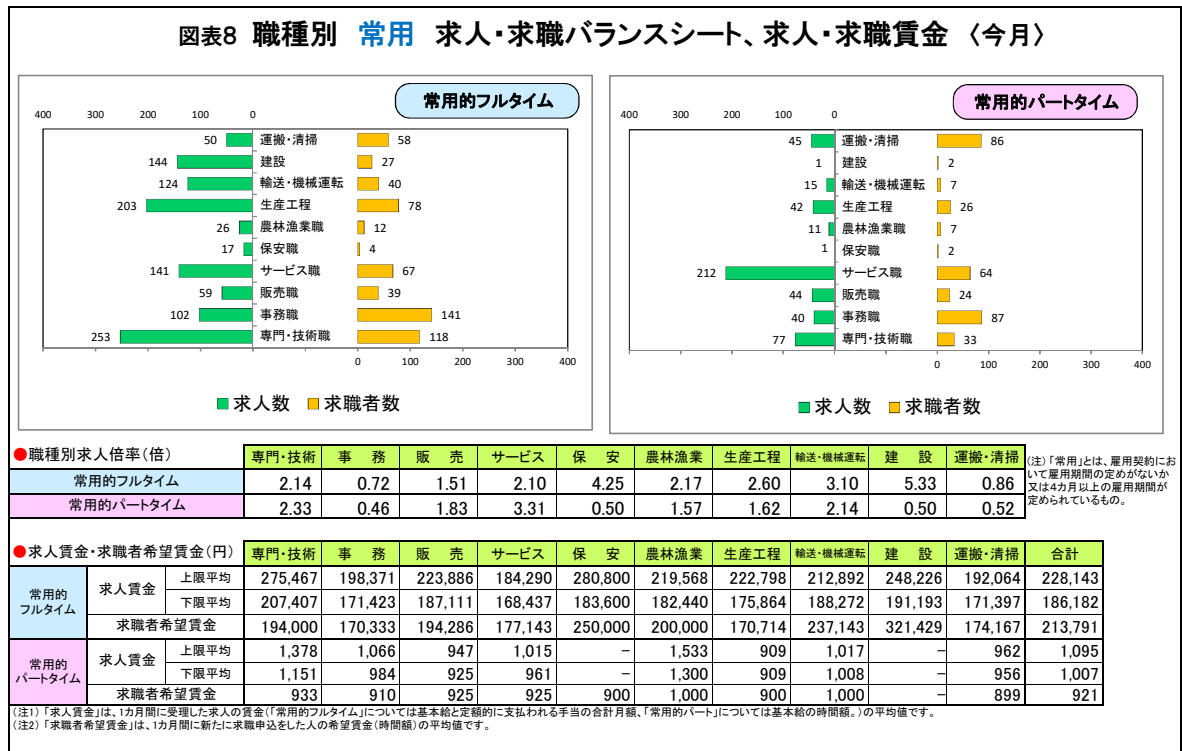 図表8 職種別 常用 求人・求職バランスシート、求人・求職賃金 〈今月〉
常用的フルタイム
400 300 200 100 0
50 運搬・清掃 58
144 建設 27
124 輸送・機械運転 40
203 生産工程 78
26 農林漁業職 12
17 保安職 4
141 サービス職 67
59 販売職 39
102 事務職 141
253 専門・技術職 118
0 100 200 300 400
■求人数 ■求職者数
常用的パートタイム
400 300 200 100 0
45 運搬・清掃 86
1 建設 2
15 輸送・機械運転 7
42 生産工程 26
11 農林漁業職 7
1 保安職 2
212 サービス職 64
44 販売職 24
40 事務職 87
77 専門・技術職 33
0 100 200 300 400
■求人数 ■求職者数
●職種別求人倍率(倍) 専門・技術 事 務 販 売 サービス 保 安 農林漁業 生産工程 輸送・機械運転 建 設 運搬・清掃
常用的フルタイム 2.14 0.72 1.51 2.10 4.25 2.17 2.60 3.10 5.33 0.86
常用的パートタイム 2.33 0.46 1.83 3.31 0.50 1.57 1.62 2.14 0.50 0.52
(注)「常用」とは、雇用契約にお
いて雇用期間の定めがないか
又は4カ月以上の雇用期間が
定められているもの。
●求人賃金・求職者希望賃金(円) 専門・技術 事 務 販 売 サービス 保 安 農林漁業 生産工程 輸送・機械運転 建 設 運搬・清掃 合計
常用的
フルタイム
求人賃金
上限平均 275,467 198,371 223,886 184,290 280,800 219,568 222,798 212,892 248,226 192,064 228,143
下限平均 207,407 171,423 187,111 168,437 183,600 182,440 175,864 188,272 191,193 171,397 186,182
求職者希望賃金 194,000 170,333 194,286 177,143 250,000 200,000 170,714 237,143 321,429 174,167 213,791
常用的
パートタイム
求人賃金
上限平均 1,378 1,066 947 1,015 − 1,533 909 1,017 − 962 1,095
下限平均 1,151 984 925 961 − 1,300 909 1,008 − 956 1,007
求職者希望賃金 933 910 925 925 900 1,000 900 1,000 − 899 921
(注1)「求人賃金」は、1カ月間に受理した求人の賃金(「常用的フルタイム」については基本給と定額的に支払われる手当の合計月額、「常用的パート」については基本給の時間額。)の平均値です。
(注2)「求職者希望賃金」は、1カ月間に新たに求職申込をした人の希望賃金(時間額)の平均値です。